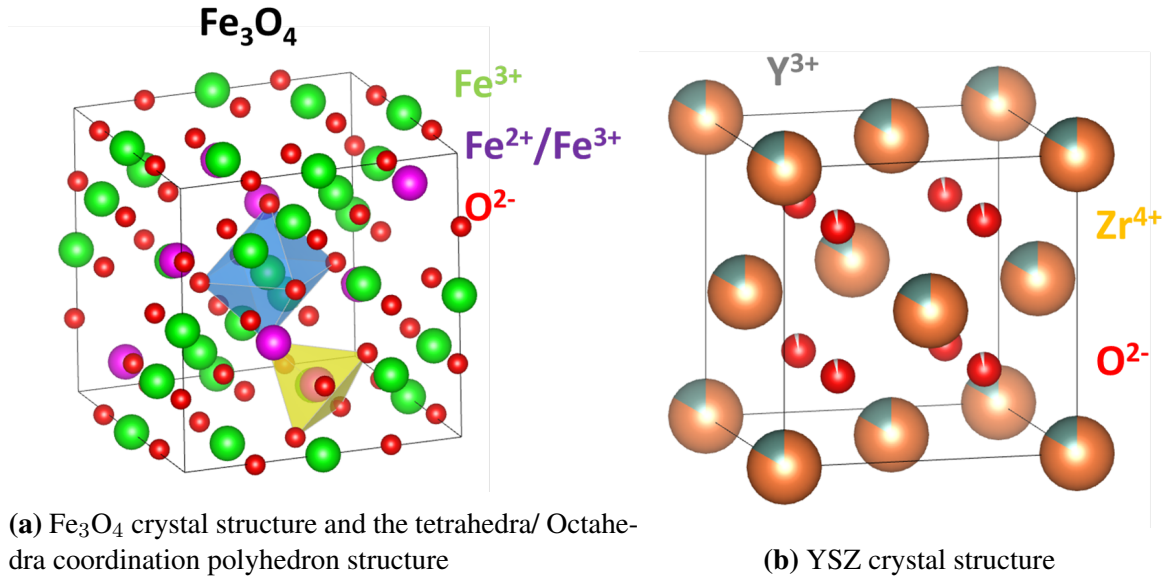 Fe₃O₄
Fe³⁺
Fe²⁺/Fe³⁺
O²⁻
(a) Fe₃O₄ crystal structure and the tetrahedra/ Octahe-
dra coordination polyhedron structure
Y³⁺
Zr⁴⁺
O²⁻
(b) YSZ crystal structure